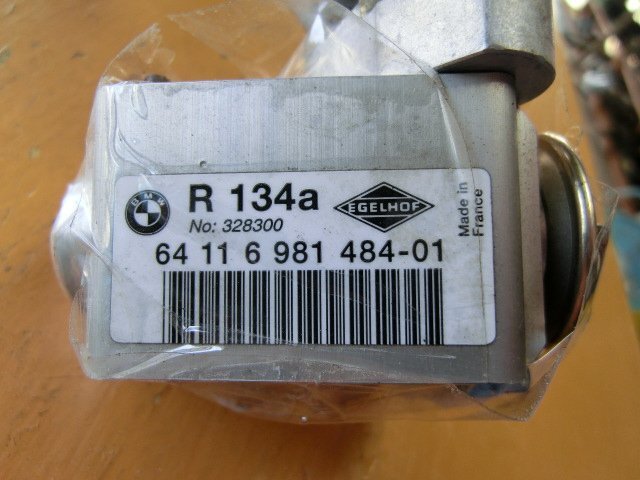 BMW
R 134a
EGELHOF
No: 328300
Made in
France
64 11 6 981 484-01